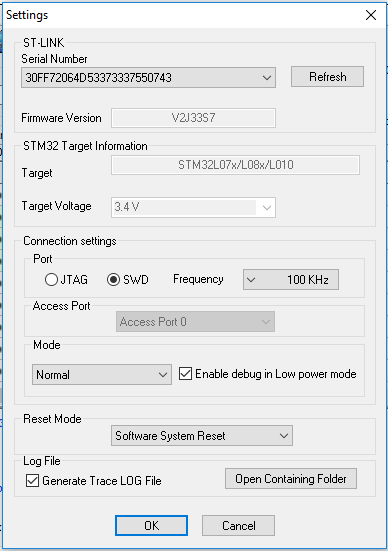 Settings
ST-LINK
Serial Number
30FF72064D53373337550743
Refresh
Firmware Version
V2J33S7
STM32 Target Information
Target
STM32L07x/L08x/L010
Target Voltage
3.4 V
Connection settings
Port
JTAG
SWD
Frequency
100 KHz
Access Port
Access Port 0
Mode
Normal
Enable debug in Low power mode
Reset Mode
Software System Reset
Log File
Generate Trace LOG File
Open Containing Folder
OK
Cancel